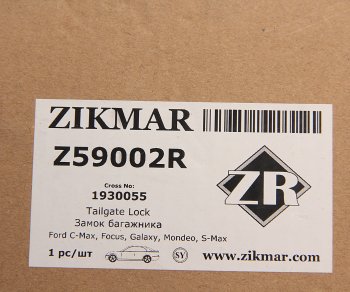 ZIKMAR
Z59002R
Cross No:
1930055
Tailgate Lock
Замок багажника
Ford C-Max, Focus, Galaxy, Mondeo, S-Max
1 pc/шт
SY
www.zikmar.com
ZR